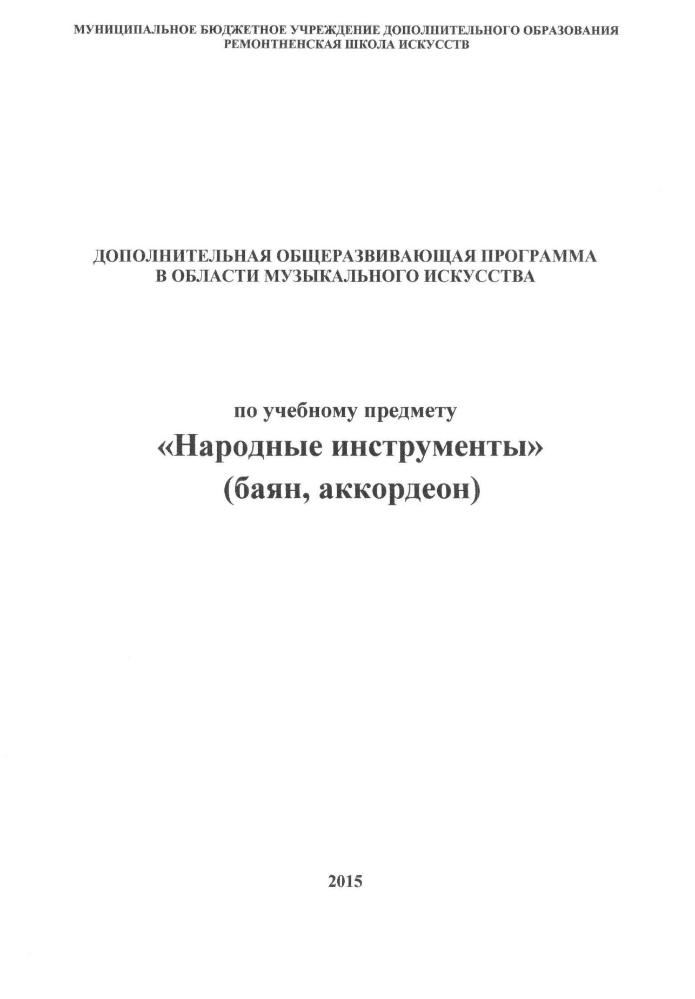 МУНИЦИПАЛЬНОЕ БЮДЖЕТНОЕ УЧРЕЖДЕНИЕ ДОПОЛНИТЕЛЬНОГО ОБРАЗОВАНИЯ
РЕМОНТНЕНСКАЯ ШКОЛА ИСКУССТВ
ДОПОЛНИТЕЛЬНАЯ ОБЩЕРАЗВИВАЮЩАЯ ПРОГРАММА
В ОБЛАСТИ МУЗЫКАЛЬНОГО ИСКУССТВА
по учебному предмету
«Народные инструменты»
(баян, аккордеон)
2015